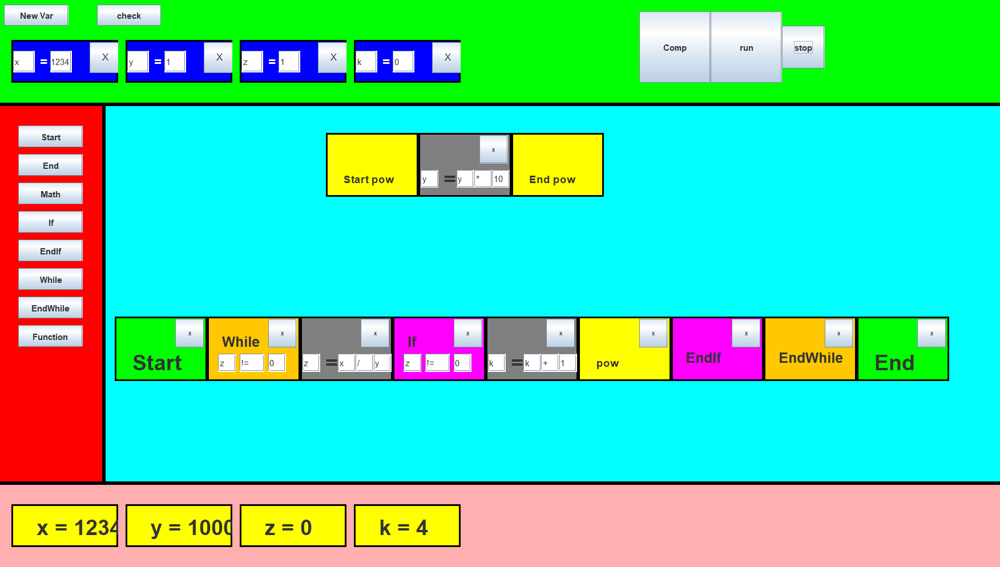 New Var check
Comp run stop
x = 1234 X y = 1 X z = 1 X k = 0 X
Start
End
Math
If
EndIf
While
EndWhile
Function
x
Start pow y = y * 10 End pow
x x x x x x x x x
While If
Start z != 0 z = x / y z != 0 k = k + 1 pow EndIf EndWhile End
x = 1234 y = 1000 z = 0 k = 4